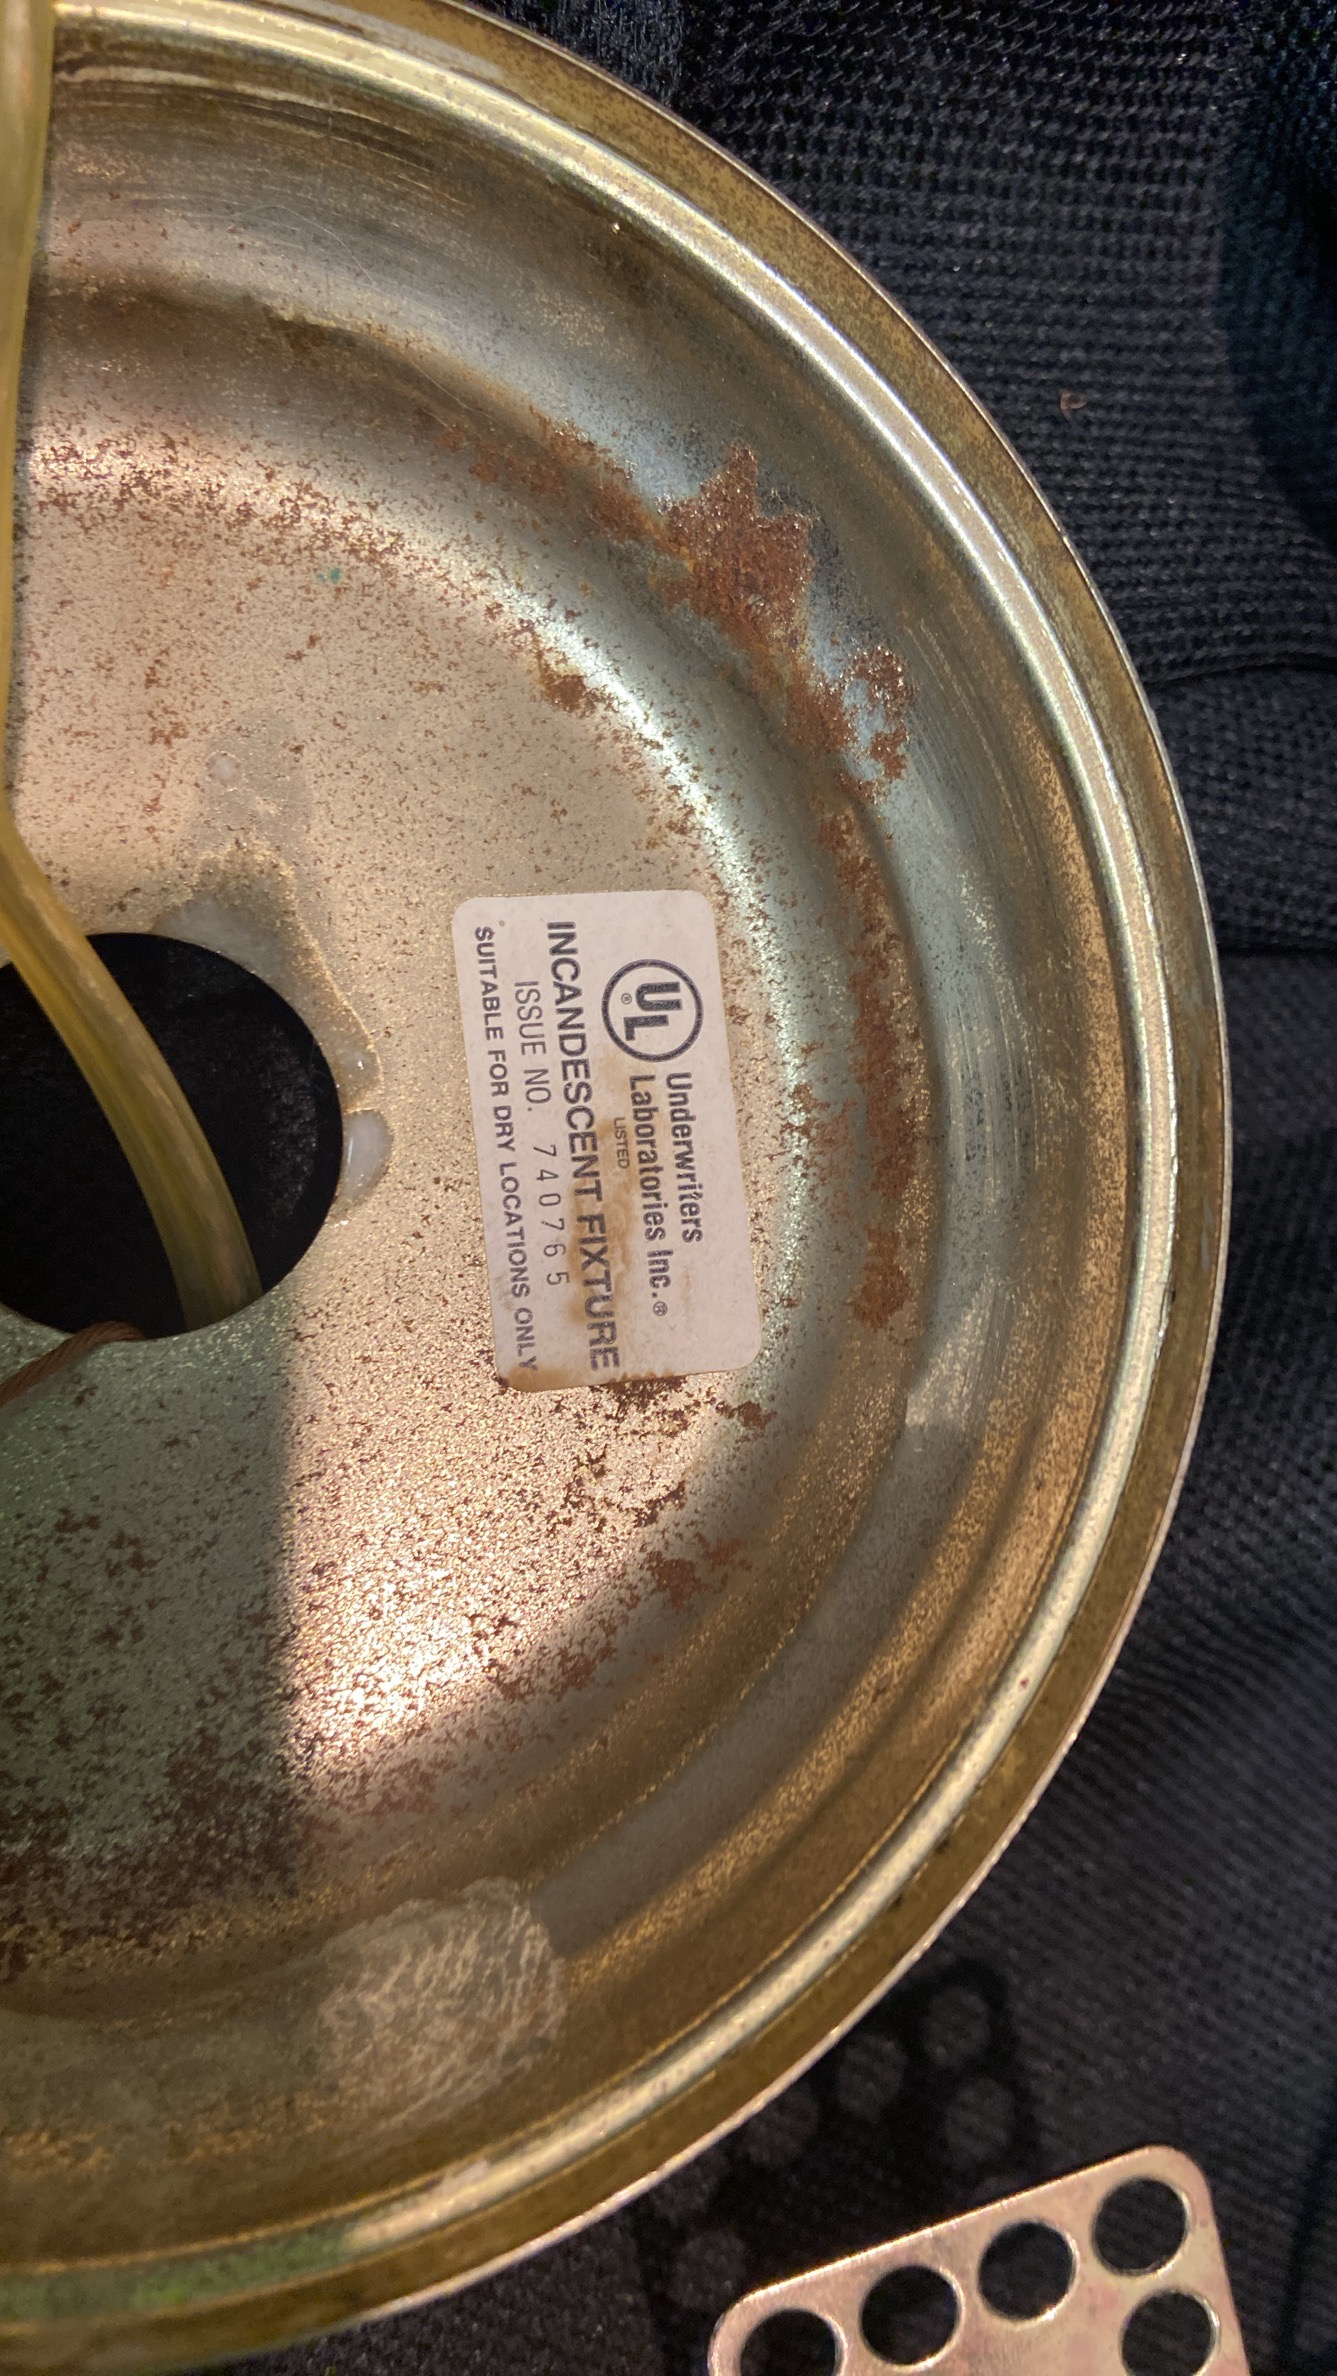 UL ®
Underwriters
Laboratories Inc.®
LISTED
INCANDESCENT FIXTURE
ISSUE NO. 740765
SUITABLE FOR DRY LOCATIONS ONLY